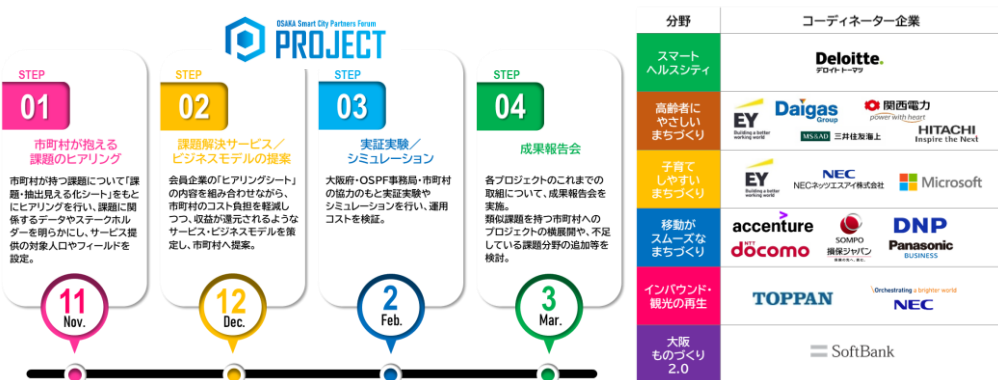 OSAKA Smart City Partners Forum
PROJECT
STEP
01
市町村が抱える
課題のヒアリング
市町村が持つ課題について「課
題・抽出見える化シート」をもと
にヒアリングを行い、課題に関
係するデータやステークホル
ダーを明らかにし、サービス提
供の対象人口やフィールドを
設定。
11
Nov.
STEP
02
課題解決サービス／
ビジネスモデルの提案
会員企業の「ヒアリングシート」
の内容を組み合わせながら、
市町村のコスト負担を軽減し
つつ、収益が還元されるような
サービス・ビジネスモデルを策
定し、市町村へ提案。
12
Dec.
STEP
03
実証実験／
シミュレーション
大阪府・OSPF事務局・市町村
の協力のもと実証実験や
シミュレーションを行い、運用
コストを検証。
2
Feb.
STEP
04
成果報告会
各プロジェクトのこれまでの
取組について、成果報告会を
実施。
類似課題を持つ市町村への
プロジェクトの横展開や、不足
している課題分野の追加等を
検討。
3
Mar.
分野
コーディネーター企業
スマート
ヘルスシティ
Deloitte.
デロイト トーマツ
高齢者に
やさしい
まちづくり
EY
Building a better
working world
Daigas
Group
関西電力
power with heart
MS&AD 三井住友海上
HITACHI
Inspire the Next
子育て
しやすい
まちづくり
EY
Building a better
working world
NEC
NECネッツエスアイ株式会社
Microsoft
移動が
スムーズな
まちづくり
accenture
NTT
docomo
SOMPO
損保ジャパン
DNP
Panasonic
BUSINESS
インバウンド・
観光の再生
TOPPAN
Orchestrating a brighter world
NEC
大阪
ものづくり
2.0
SoftBank